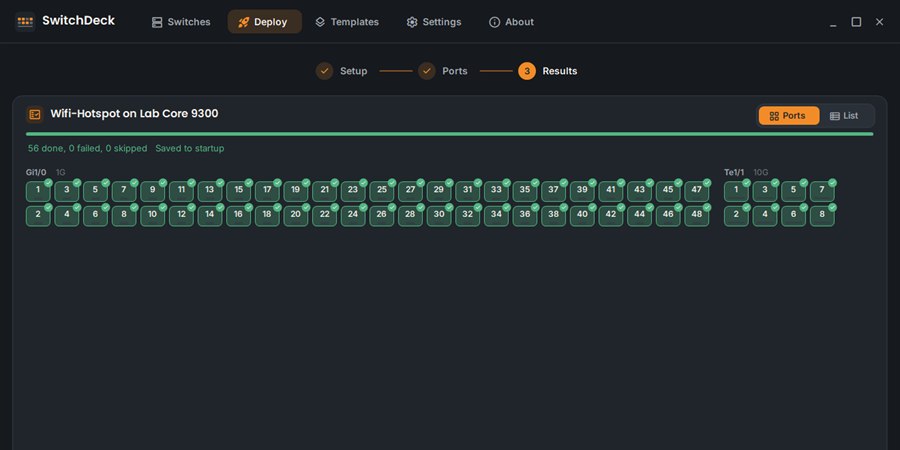 SwitchDeck Switches Deploy Templates Settings About
Setup Ports 3 Results
Wifi-Hotspot on Lab Core 9300 Ports List
56 done, 0 failed, 0 skipped Saved to startup
Gi1/0 1G Te1/1 10G
1 3 5 7 9 11 13 15 17 19 21 23 25 27 29 31 33 35 37 39 41 43 45 47 1 3 5 7
2 4 6 8 10 12 14 16 18 20 22 24 26 28 30 32 34 36 38 40 42 44 46 48 2 4 6 8